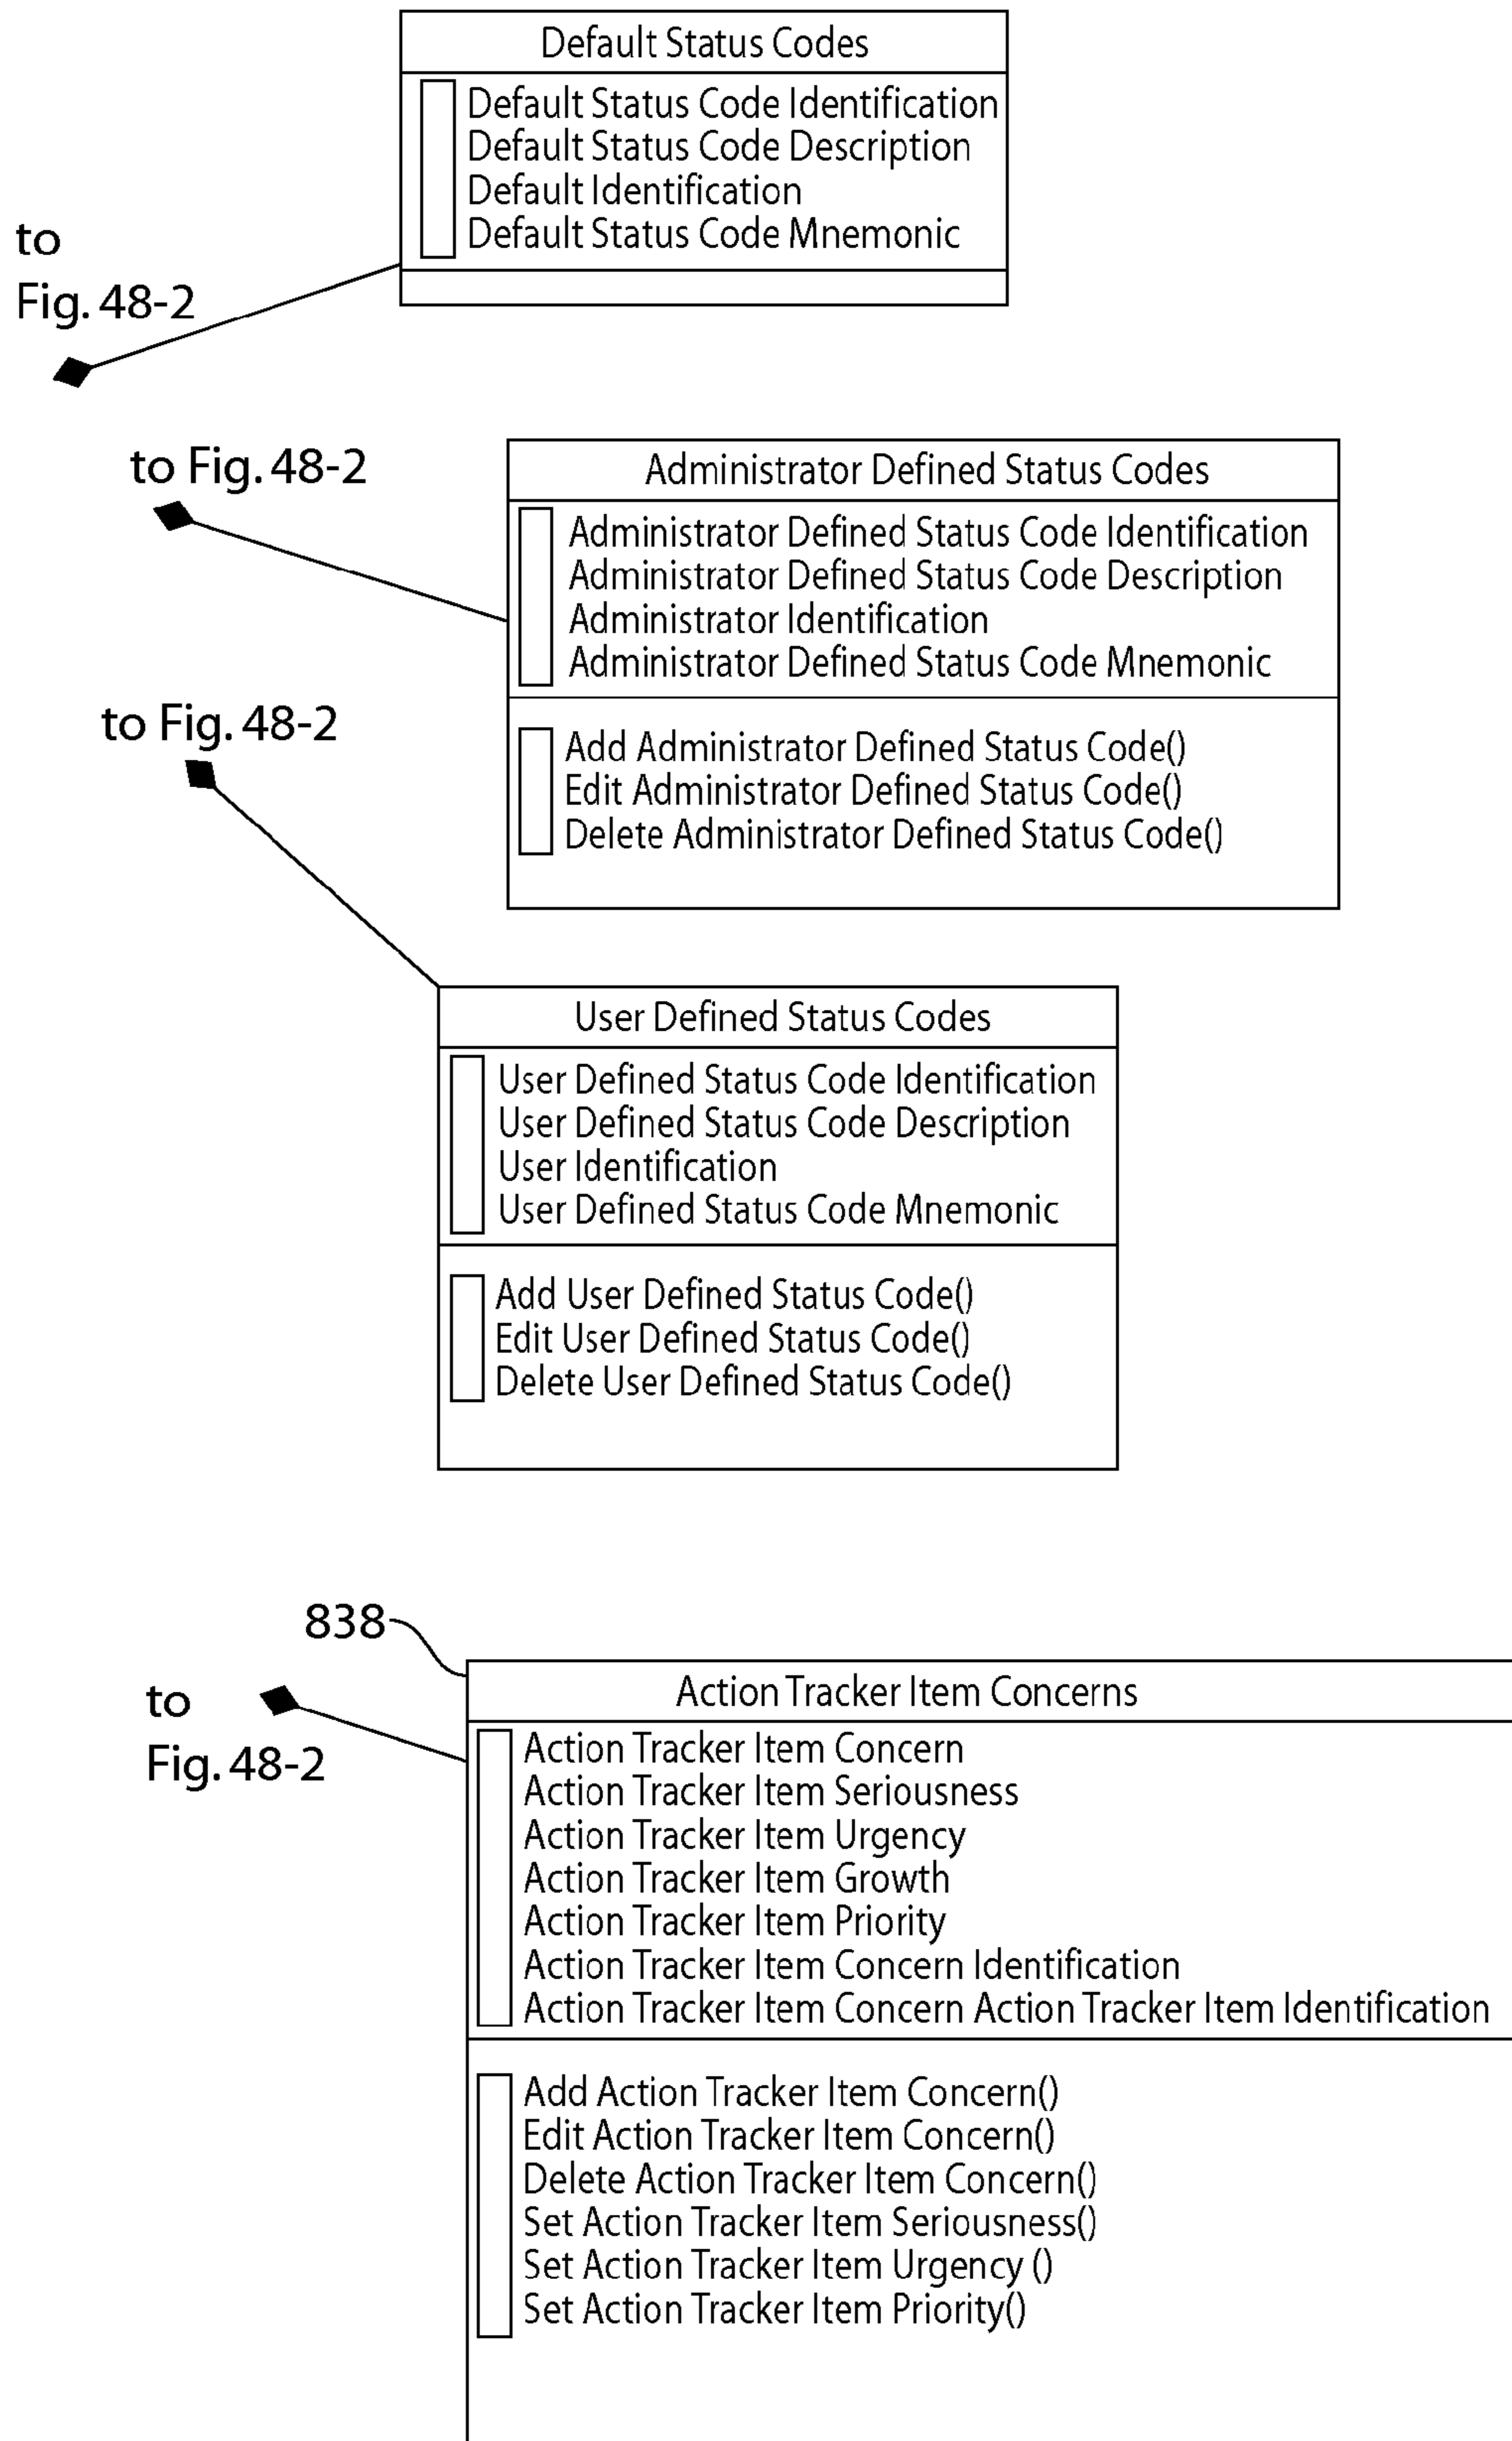 Default Status Codes
Default Status Code Identification
Default Status Code Description
Default Identification
Default Status Code Mnemonic
to
Fig. 48-2
to Fig. 48-2
Administrator Defined Status Codes
Administrator Defined Status Code Identification
Administrator Defined Status Code Description
Administrator Identification
Administrator Defined Status Code Mnemonic
Add Administrator Defined Status Code()
Edit Administrator Defined Status Code()
Delete Administrator Defined Status Code()
to Fig. 48-2
User Defined Status Codes
User Defined Status Code Identification
User Defined Status Code Description
User Identification
User Defined Status Code Mnemonic
Add User Defined Status Code()
Edit User Defined Status Code()
Delete User Defined Status Code()
838
to
Fig. 48-2
Action Tracker Item Concerns
Action Tracker Item Concern
Action Tracker Item Seriousness
Action Tracker Item Urgency
Action Tracker Item Growth
Action Tracker Item Priority
Action Tracker Item Concern Identification
Action Tracker Item Concern Action Tracker Item Identification
Add Action Tracker Item Concern()
Edit Action Tracker Item Concern()
Delete Action Tracker Item Concern()
Set Action Tracker Item Seriousness()
Set Action Tracker Item Urgency ()
Set Action Tracker Item Priority()